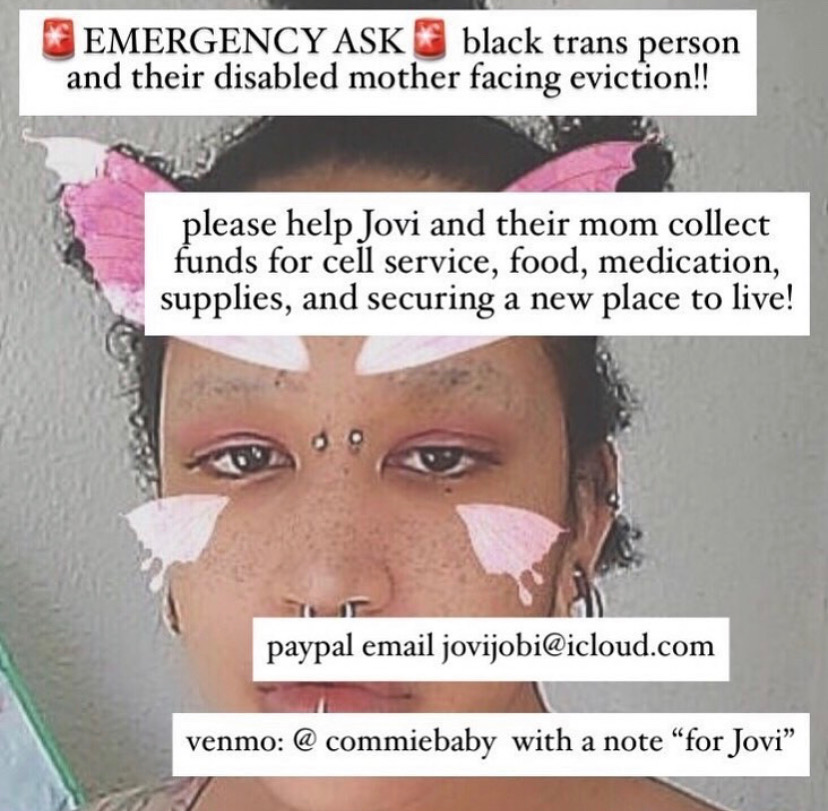 🚨EMERGENCY ASK🚨 black trans person
and their disabled mother facing eviction!!
please help Jovi and their mom collect
funds for cell service, food, medication,
supplies, and securing a new place to live!
paypal email jovijobi@icloud.com
venmo: @ commiebaby with a note “for Jovi”